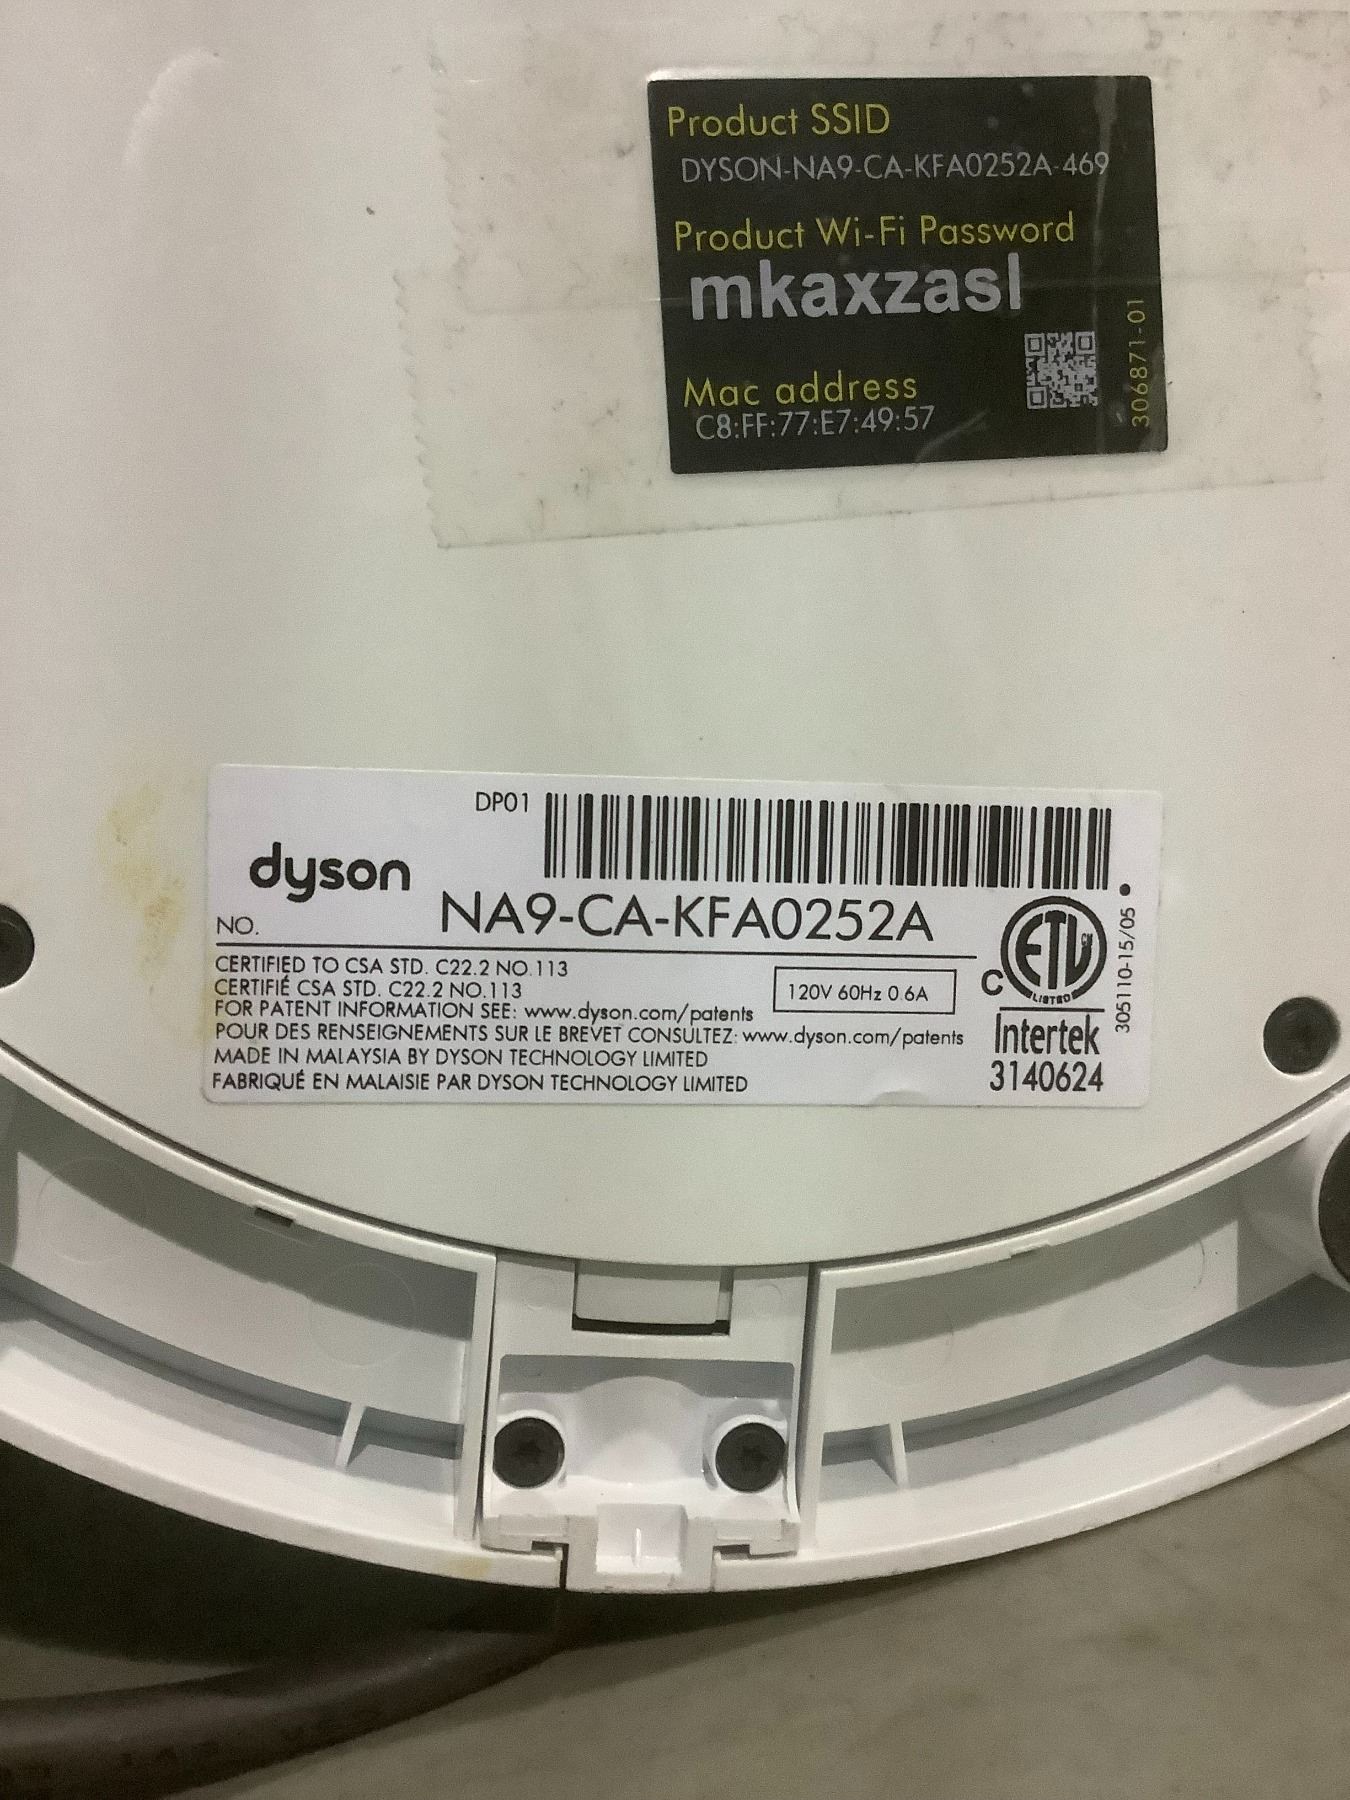 Product SSID
DYSON-NA9-CA-KFA0252A-469
Product Wi-Fi Password
mkaxzasl
Mac address
C8:FF:77:E7:49:57
306871-01
DP01
dyson
NO.
NA9-CA-KFA0252A
CERTIFIED TO CSA STD. C22.2 NO.113
CERTIFIÉ CSA STD. C22.2 NO.113
FOR PATENT INFORMATION SEE: www.dyson.com/patents
POUR DES RENSEIGNEMENTS SUR LE BREVET CONSULTEZ: www.dyson.com/patents
MADE IN MALAYSIA BY DYSON TECHNOLOGY LIMITED
FABRIQUÉ EN MALAISIE PAR DYSON TECHNOLOGY LIMITED
120V 60Hz 0.6A
C
ETL
CM
LISTED
Intertek
3140624
305110-15/05